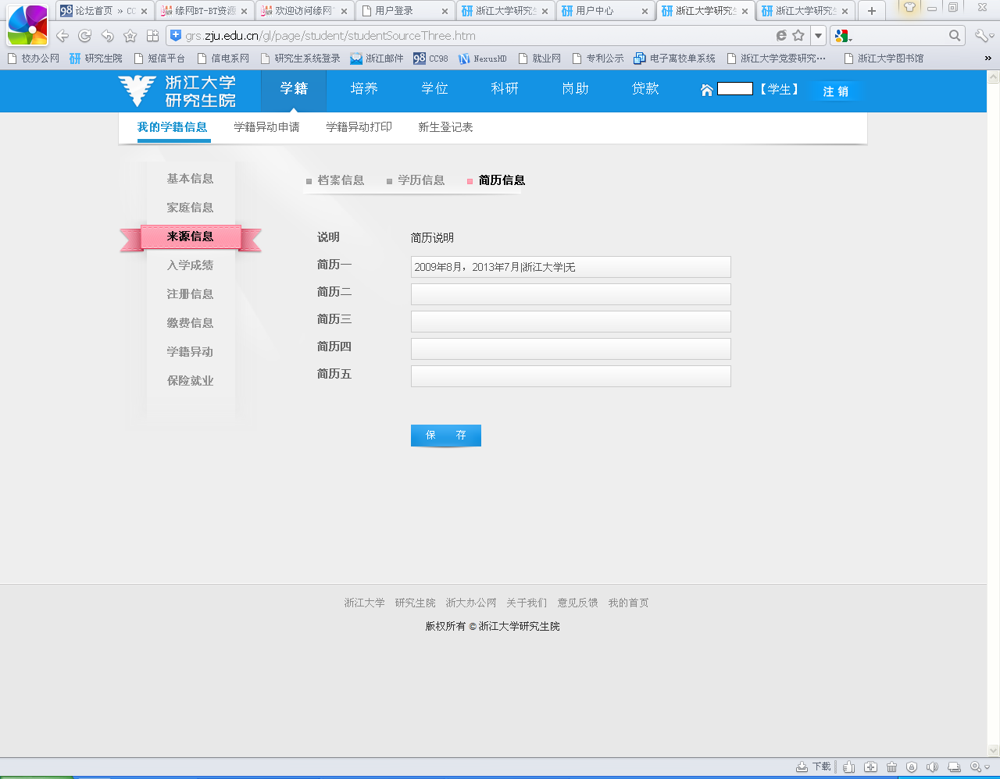 98 论坛首页 » CC
缘网BT-BT资源
欢迎访问缘网
用户登录
浙江大学研究生
用户中心
浙江大学研究生
浙江大学研究生
grs.zju.edu.cn/gl/page/student/studentSourceThree.htm
校办公网 研究生院 短信平台 信电系网 研究生系统登录 浙江邮件 98 CC98 NexusHD 就业网 专利公示 电子离校单系统 浙江大学党委研究… 浙江大学图书馆 »
浙江大学
研究生院
学籍 培养 学位 科研 岗助 贷款 【学生】 注 销
我的学籍信息 学籍异动申请 学籍异动打印 新生登记表
基本信息
家庭信息
来源信息
入学成绩
注册信息
缴费信息
学籍异动
保险就业
档案信息 学历信息 简历信息
说明 简历说明
简历一 2009年8月，2013年7月|浙江大学|无
简历二
简历三
简历四
简历五
保 存
浙江大学 研究生院 浙大办公网 关于我们 意见反馈 我的首页
版权所有 © 浙江大学研究生院
下载